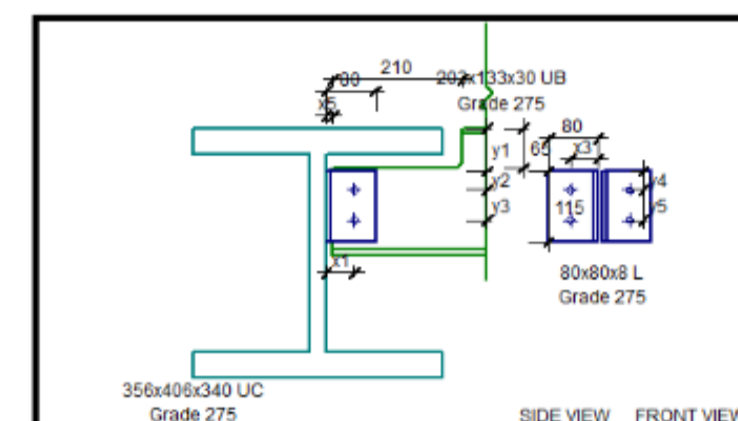 210
80
203x133x30 UB
x5
Grade 275
80
y1
65
x3
y2
y4
y3
115
y5
x1
80x80x8 L
Grade 275
356x406x340 UC
Grade 275
SIDE VIEW
FRONT VIEW